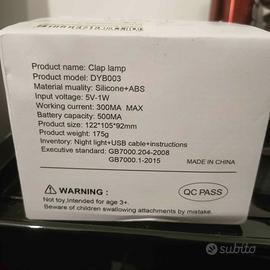 Product name: Clap lamp
Product model: DYB003
Material muality: Silicone+ABS
Input voltage: 5V-1W
Working current: 300MA MAX
Battery capacity: 500MA
Product size: 122*105*92mm
Product weight: 175g
Inventory: Night light+USB cable+instructions
Executive standard: GB7000.204-2008
GB7000.1-2015
MADE IN CHINA
WARNING :
Not toy,Intended for age 3+.
Beware of children swallowing attachments by mistake.
QC PASS
subito